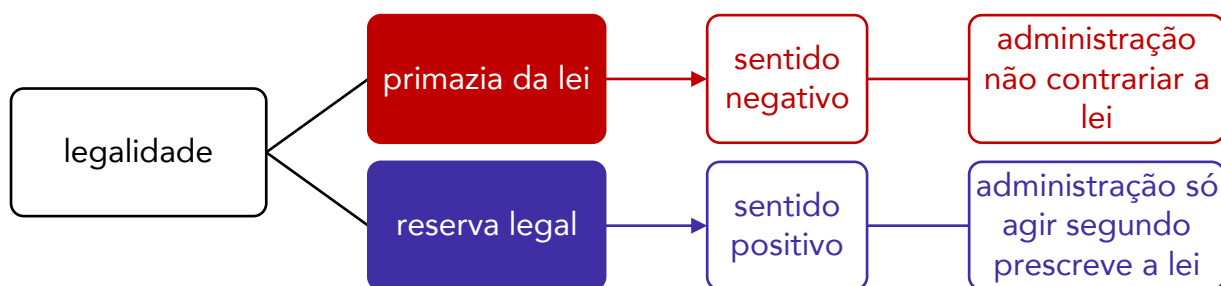 legalidade
primazia da lei
sentido
negativo
administração
não contrariar a
lei
reserva legal
sentido
positivo
administração só
agir segundo
prescreve a lei